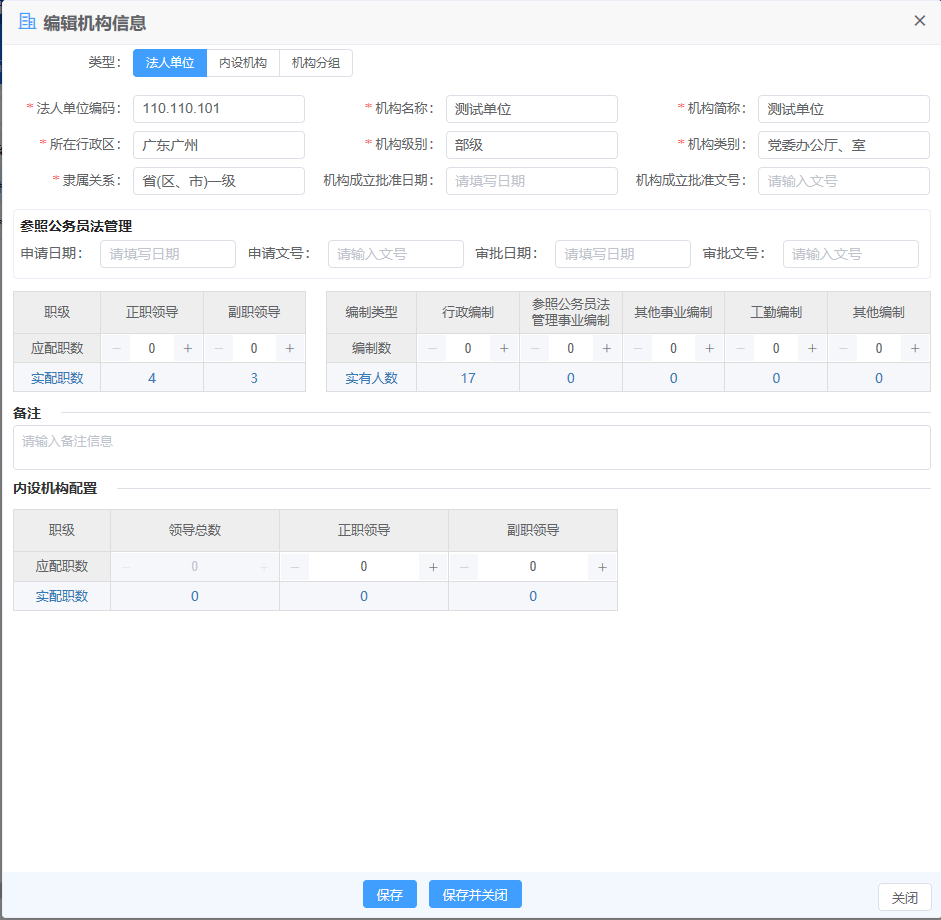 编辑机构信息
类型： 法人单位 内设机构 机构分组
*法人单位编码： 110.110.101 *机构名称： 测试单位 *机构简称： 测试单位
*所在行政区： 广东广州 *机构级别： 部级 *机构类别： 党委办公厅、室
*隶属关系： 省(区、市)—级 机构成立批准日期： 请填写日期 机构成立批准文号： 请输入文号
参照公务员法管理
申请日期： 请填写日期 申请文号： 请输入文号 审批日期： 请填写日期 审批文号： 请输入文号
职级 正职领导 副职领导 编制类型 行政编制 参照公务员法管理事业编制 其他事业编制 工勤编制 其他编制
应配职数 − 0 + − 0 + 编制数 − 0 + − 0 + − 0 + − 0 + − 0 +
实配职数 4 3 实有人数 17 0 0 0 0
备注
请输入备注信息
内设机构配置
职级 领导总数 正职领导 副职领导
应配职数 − 0 + − 0 + − 0 +
实配职数 0 0 0
保存 保存并关闭 关闭